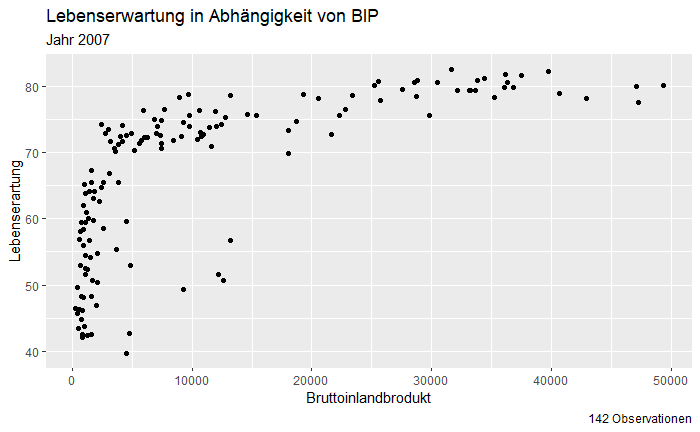 Lebenserwartung in Abhängigkeit von BIP
Jahr 2007
Lebenserartung
80
70
60
50
40
0 10000 20000 30000 40000 50000
Bruttoinlandbrodukt
142 Observationen